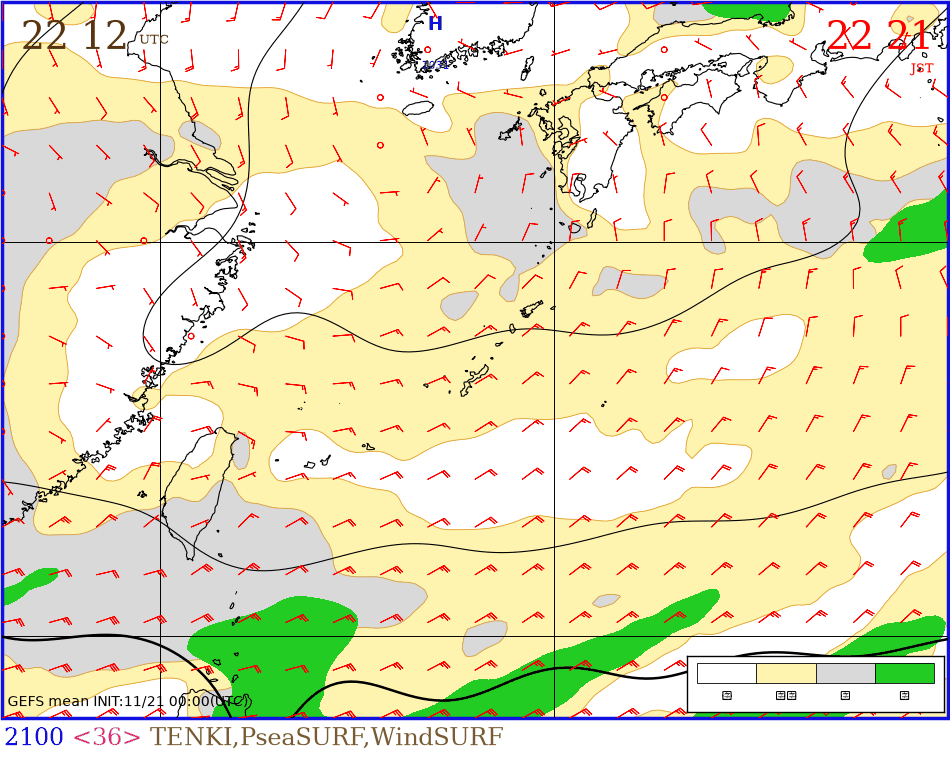 22 12 UTC
H
22 21
JST
GEFS mean INIT:11/21 00:00(UTC)
2100 <36> TENKI,PseaSURF,WindSURF